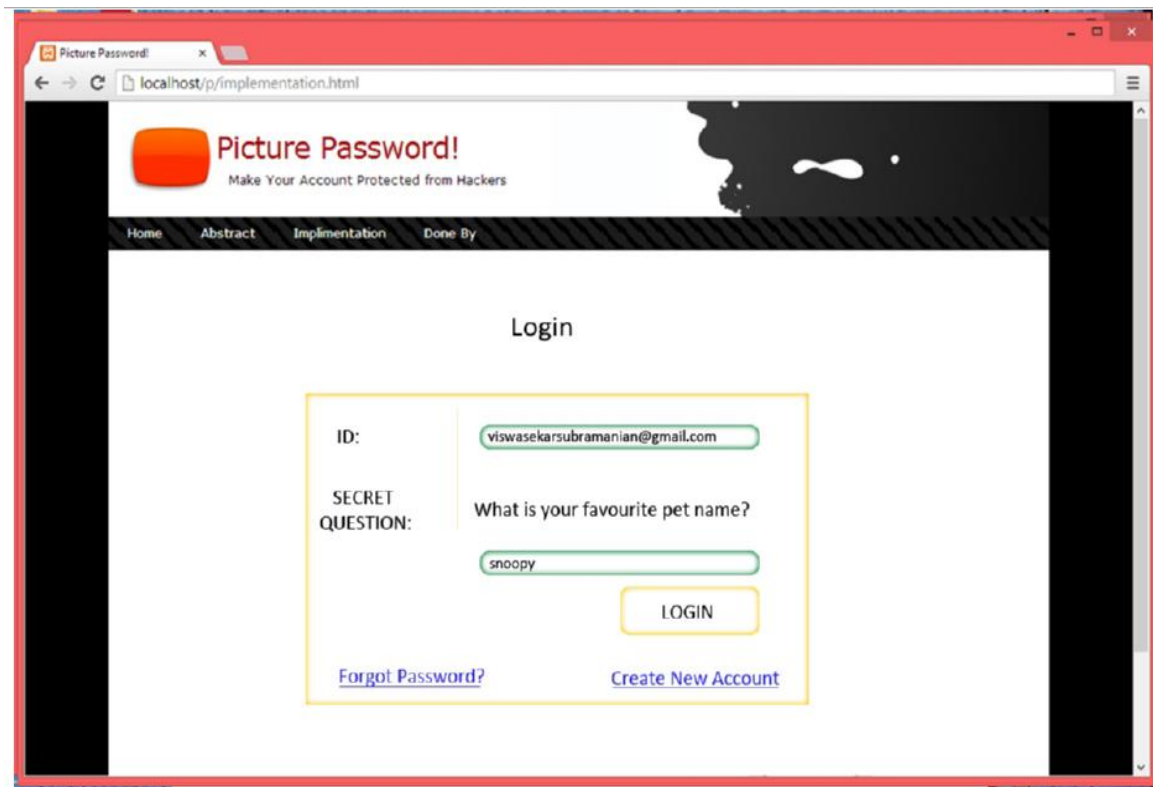 Picture Password!
localhost/p/implementation.html
Picture Password!
Make Your Account Protected from Hackers
Home Abstract Implimentation Done By
Login
ID: viswasekarsubramanian@gmail.com
SECRET
QUESTION: What is your favourite pet name?
snoopy
LOGIN
Forgot Password? Create New Account